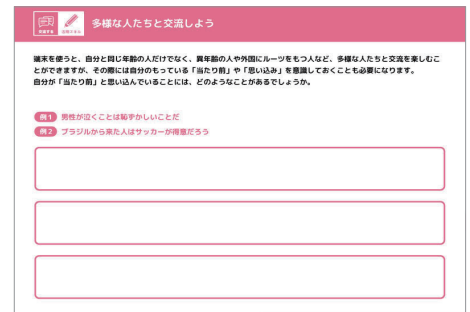 多様な人たちと交流しよう
端末を使うと、自分と同じ年齢の人だけでなく、異年齢の人や外国にルーツをもつ人など、多様な人たちと交流を楽しむこ
とができますが、その際には自分のもっている「当たり前」や「思い込み」を意識しておくことも必要になります。
自分が「当たり前」と思い込んでいることには、どのようなことがあるでしょうか。
例1 男性が泣くことは恥ずかしいことだ
例2 ブラジルから来た人はサッカーが得意だろう